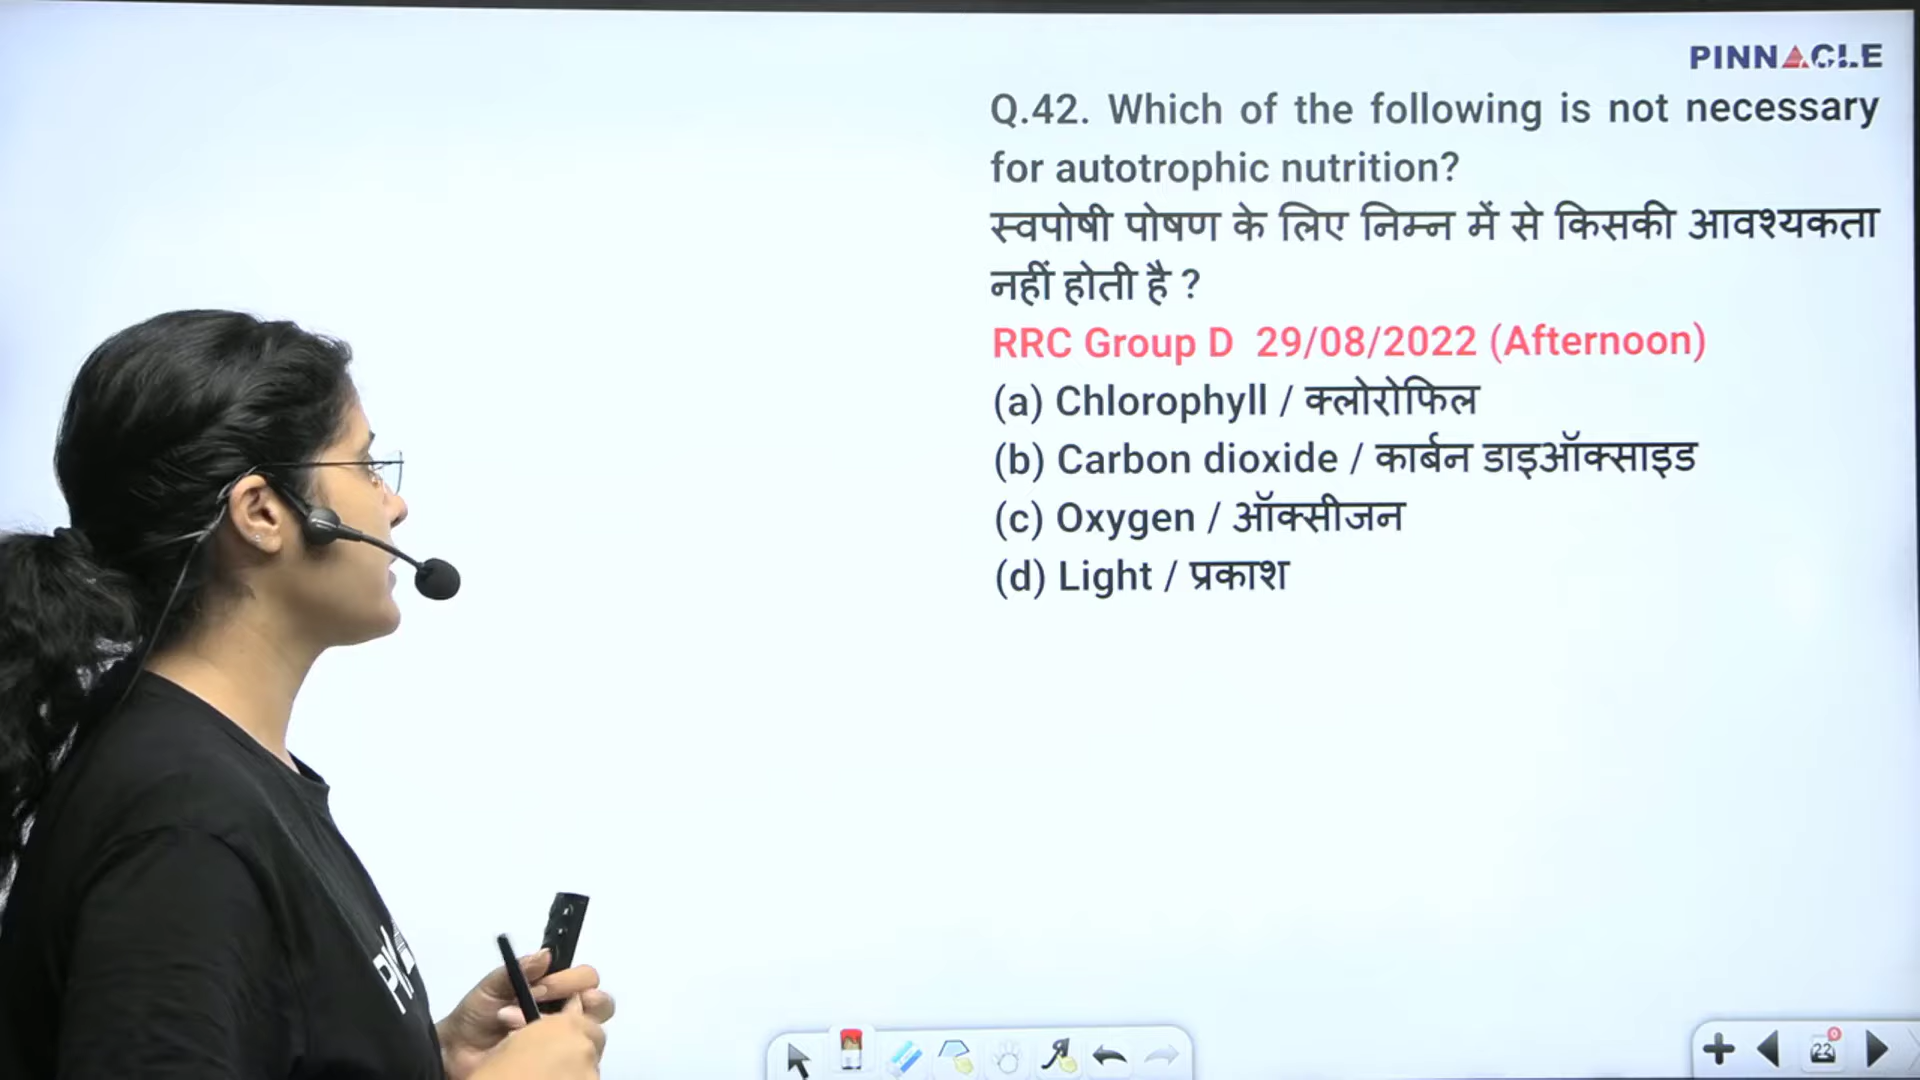 PINNACLE
Q.42. Which of the following is not necessary
for autotrophic nutrition?
स्वपोषी पोषण के लिए निम्न में से किसकी आवश्यकता
नहीं होती है ?
RRC Group D 29/08/2022 (Afternoon)
(a) Chlorophyll / क्लोरोफिल
(b) Carbon dioxide / कार्बन डाइऑक्साइड
(c) Oxygen / ऑक्सीजन
(d) Light / प्रकाश
22